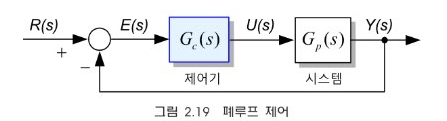 R(s) E(s) U(s) Y(s)
+ G_c(s) G_p(s)
−
제어기 시스템
그림 2.19 폐루프 제어